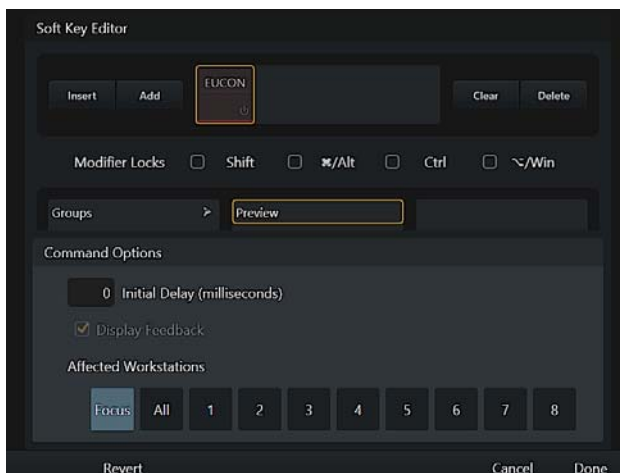 Soft Key Editor
Insert Add EUCON Clear Delete
Modifier Locks Shift ⌘/Alt Ctrl ⌥/Win
Groups > Preview
Command Options
0 Initial Delay (milliseconds)
Display Feedback
Affected Workstations
Focus All 1 2 3 4 5 6 7 8
Revert Cancel Done